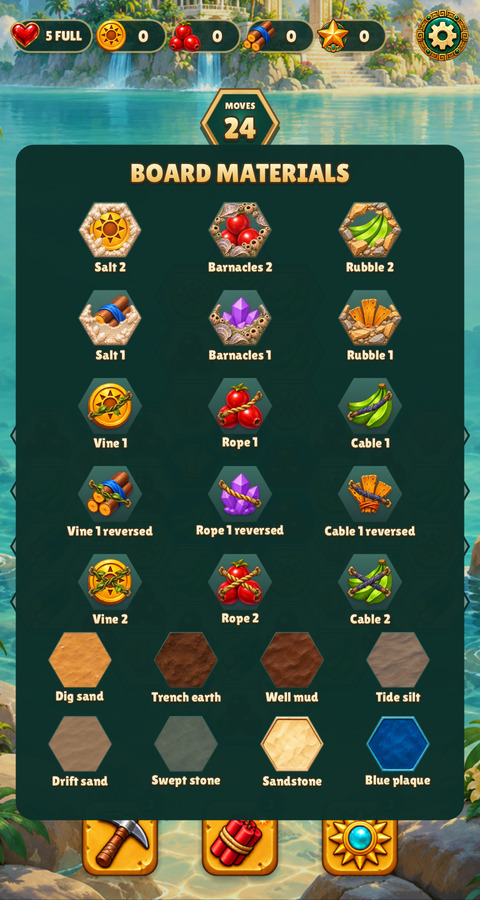 5 FULL 0 0 0 0
MOVES
24
BOARD MATERIALS
Salt 2 Barnacles 2 Rubble 2
Salt 1 Barnacles 1 Rubble 1
Vine 1 Rope 1 Cable 1
Vine 1 reversed Rope 1 reversed Cable 1 reversed
Vine 2 Rope 2 Cable 2
Dig sand Trench earth Well mud Tide silt
Drift sand Swept stone Sandstone Blue plaque